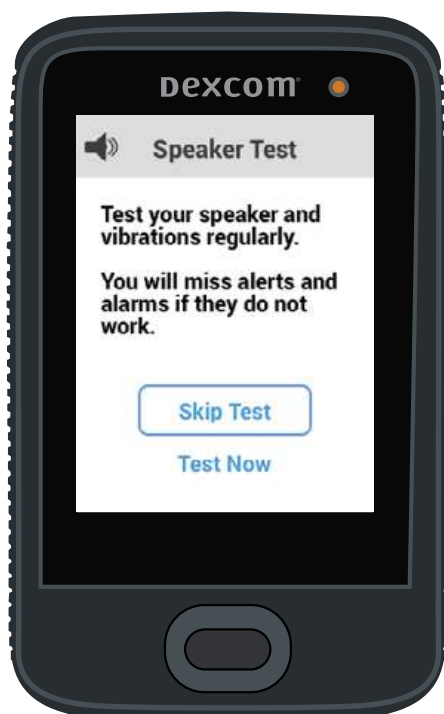 Dexcom
Speaker Test
Test your speaker and
vibrations regularly.
You will miss alerts and
alarms if they do not
work.
Skip Test
Test Now